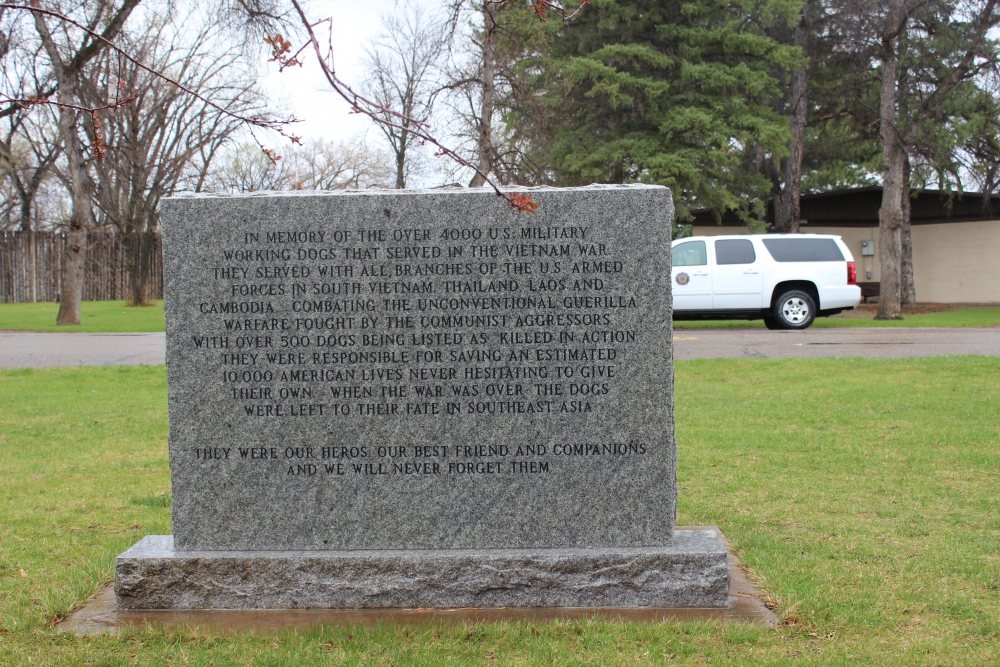 IN MEMORY OF THE OVER 4000 U.S. MILITARY
WORKING DOGS THAT SERVED IN THE VIETNAM WAR.
THEY SERVED WITH ALL BRANCHES OF THE U.S. ARMED
FORCES IN SOUTH VIETNAM, THAILAND, LAOS AND
CAMBODIA - COMBATING THE UNCONVENTIONAL, GUERILLA
WARFARE FOUGHT BY THE COMMUNIST AGGRESSORS.
WITH OVER 500 DOGS BEING LISTED AS "KILLED IN ACTION"
THEY WERE RESPONSIBLE FOR SAVING AN ESTIMATED
10,000 AMERICAN LIVES NEVER HESITATING TO GIVE
THEIR OWN. WHEN THE WAR WAS OVER, THE DOGS
WERE LEFT TO THEIR FATE IN SOUTHEAST ASIA.
THEY WERE OUR HEROS, OUR BEST FRIEND AND COMPANIONS
AND WE WILL NEVER FORGET THEM.